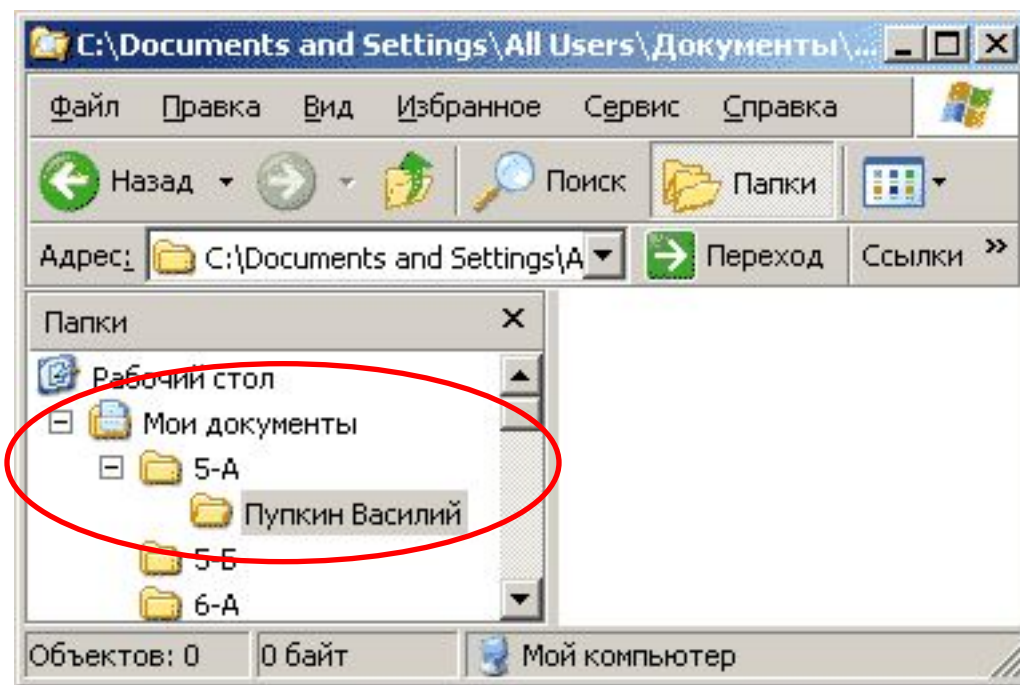 C:\Documents and Settings\All Users\Документы\...
Файл Правка Вид Избранное Сервис Справка
Назад Поиск Папки
Адрес: C:\Documents and Settings\A Переход Ссылки »
Папки
Рабочий стол
Мои документы
5-А
Пупкин Василий
5-Б
6-А
Объектов: 0 0 байт Мой компьютер